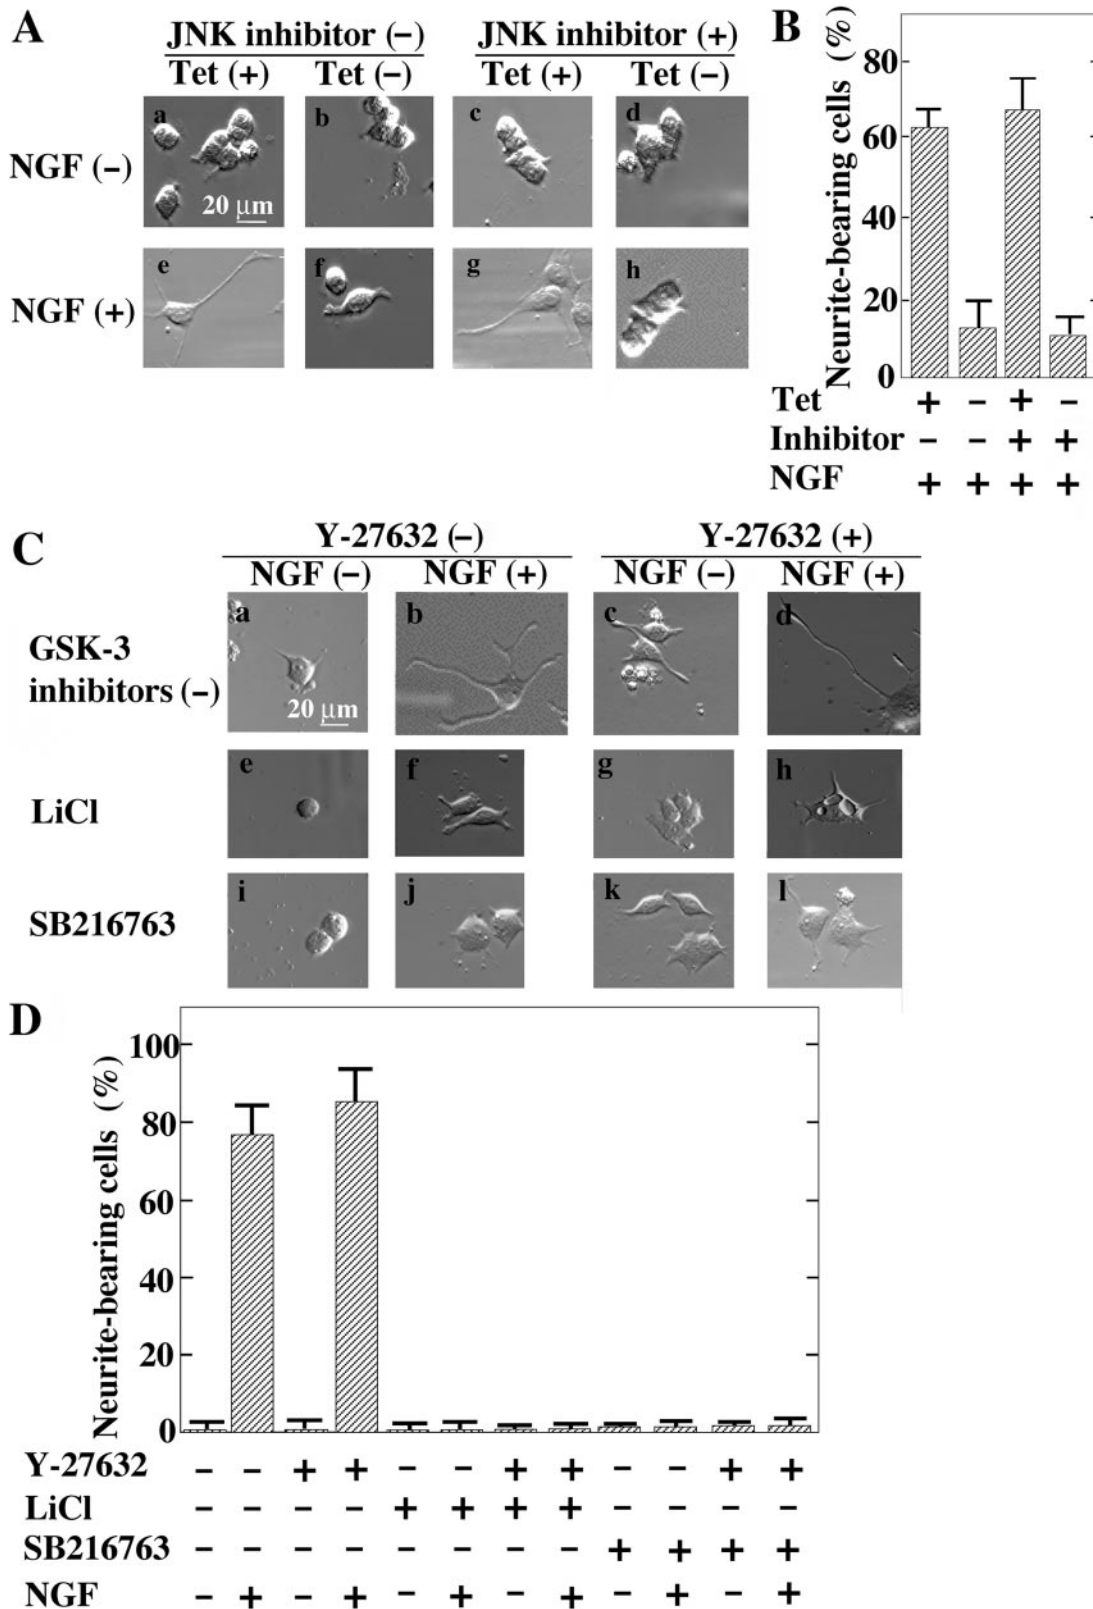 A
JNK inhibitor (–) JNK inhibitor (+)
Tet (+) Tet (–) Tet (+) Tet (–)
NGF (–)
a b c d
20 μm
NGF (+)
e f g h
B
Neurite-bearing cells (%)
80
60
40
20
0
Tet + – + –
Inhibitor – – + +
NGF + + + +
C
Y-27632 (–) Y-27632 (+)
NGF (–) NGF (+) NGF (–) NGF (+)
a b c d
GSK-3
inhibitors (–)
20 μm
e f g h
LiCl
i j k l
SB216763
D
Neurite-bearing cells (%)
100
80
60
40
20
0
Y-27632 – – + + – – + + – – + +
LiCl – – – – + + + + – – – –
SB216763 – – – – – – – – + + + +
NGF – + – + – + – + – + – +